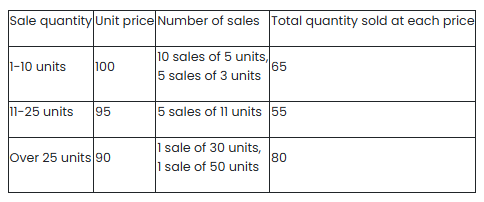 Sale quantity Unit price Number of sales Total quantity sold at each price
1-10 units 100 10 sales of 5 units, 65
5 sales of 3 units
11-25 units 95 5 sales of 11 units 55
Over 25 units 90 1 sale of 30 units, 80
1 sale of 50 units